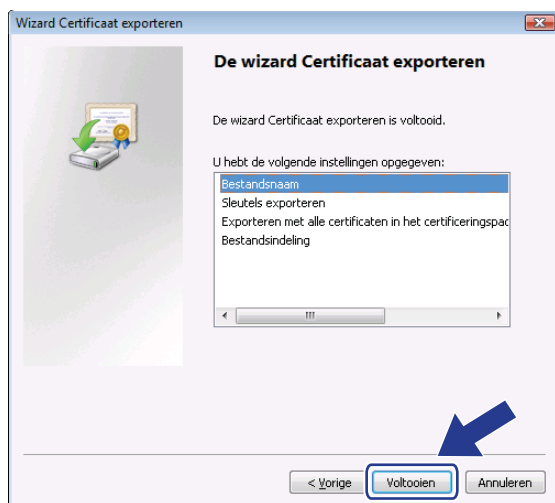 Wizard Certificaat exporteren
De wizard Certificaat exporteren
De wizard Certificaat exporteren is voltooid.
U hebt de volgende instellingen opgegeven:
Bestandsnaam
Sleutels exporteren
Exporteren met alle certificaten in het certificeringspad
Bestandsindeling
< Vorige
Voltooien
Annuleren